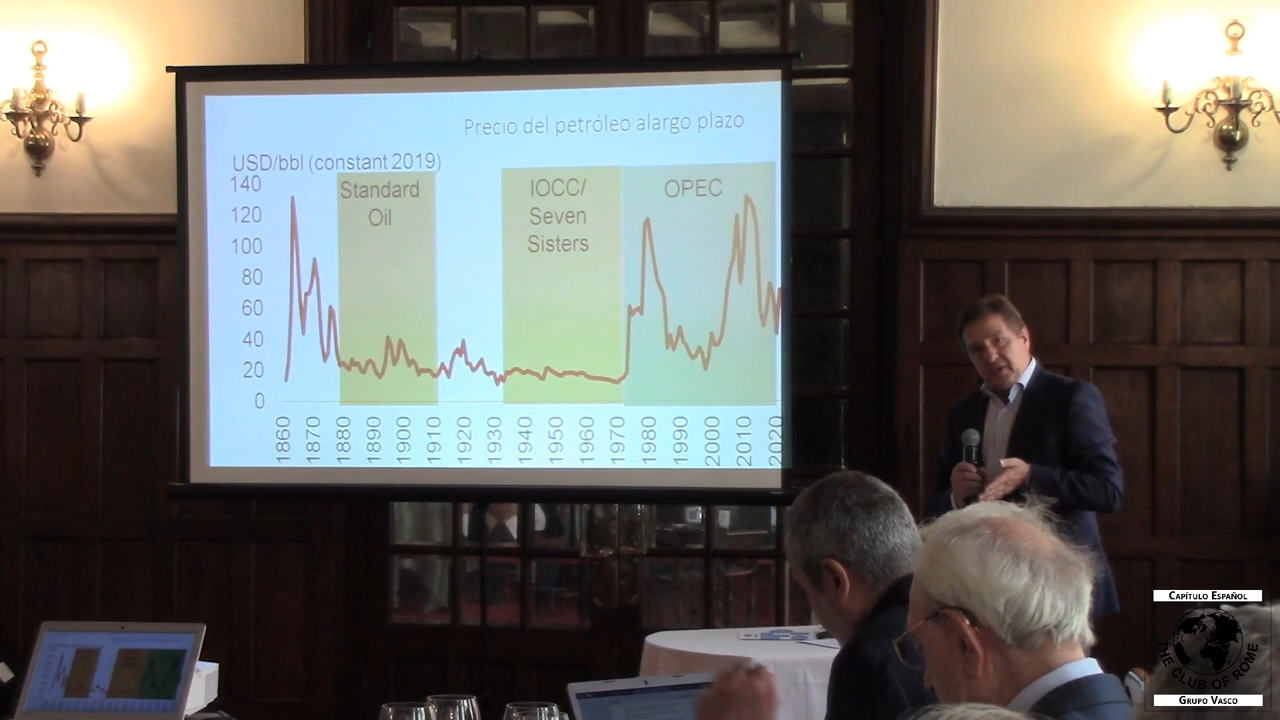 Precio del petróleo alargo plazo
USD/bbl (constant 2019)
140
120
100
80
60
40
20
0
Standard
Oil
IOCC/
Seven
Sisters
OPEC
1860
1870
1880
1890
1900
1910
1920
1930
1940
1950
1960
1970
1980
1990
2000
2010
2020
CAPÍTULO ESPAÑOL
THE CLUB OF ROME
GRUPO VASCO